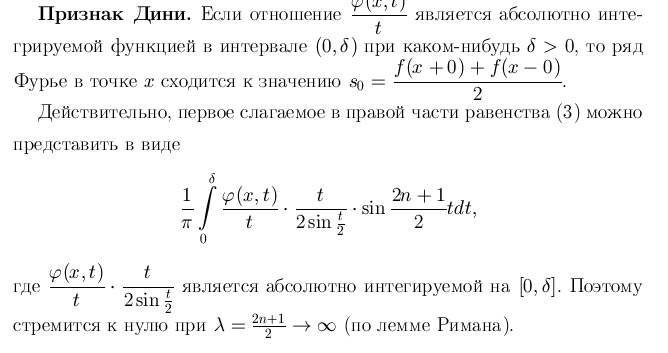 Признак Дини. Если отношение φ(x,t)/t является абсолютно инте-
грируемой функцией в интервале (0, δ) при каком-нибудь δ > 0, то ряд
Фурье в точке x сходится к значению s₀ = (f(x+0) + f(x−0))/2.
Действительно, первое слагаемое в правой части равенства (3) можно
представить в виде
1/π ∫₀^δ φ(x,t)/t · t/(2 sin t/2) · sin (2n+1)/2 tdt,
где φ(x,t)/t · t/(2 sin t/2) является абсолютно интегируемой на [0, δ]. Поэтому
стремится к нулю при λ = (2n+1)/2 → ∞ (по лемме Римана).